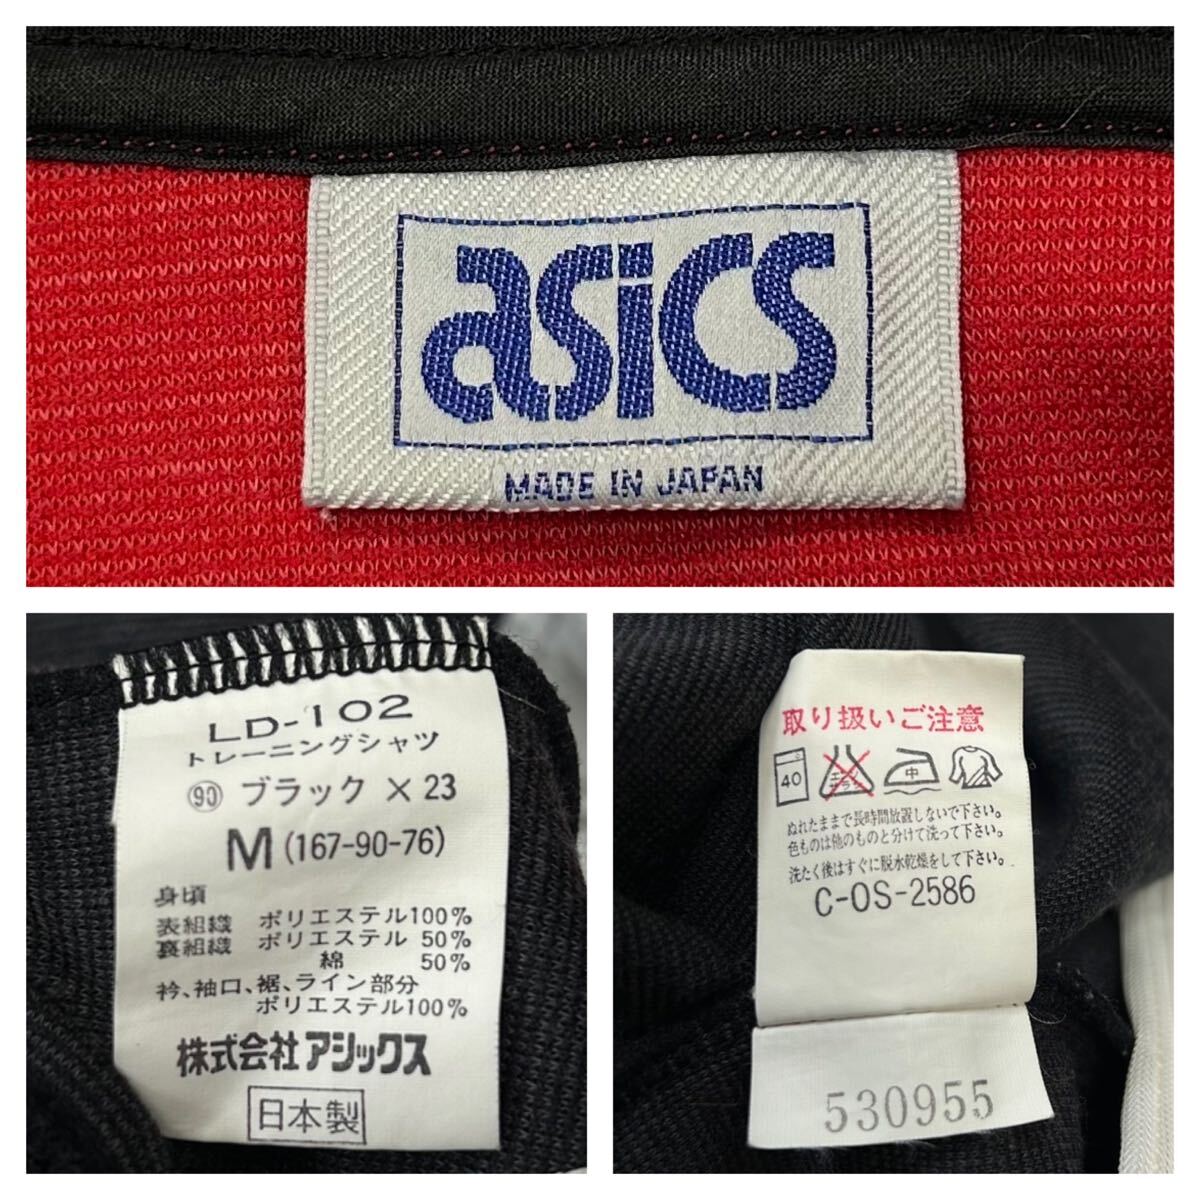 asics
MADE IN JAPAN
LD-102
トレーニングシャツ
90 ブラック × 23
M (167-90-76)
身頃
表組織 ポリエステル100%
裏組織 ポリエステル 50%
綿 50%
衿、袖口、裾、ライン部分
ポリエステル100%
株式会社アシックス
日本製
取り扱いご注意
40 エンソ サラシ 中
ぬれたままで長時間放置しないで下さい。
色ものは他のものと分けて洗って下さい。
洗たく後はすぐに脱水乾燥をして下さい。
C-OS-2586
530955